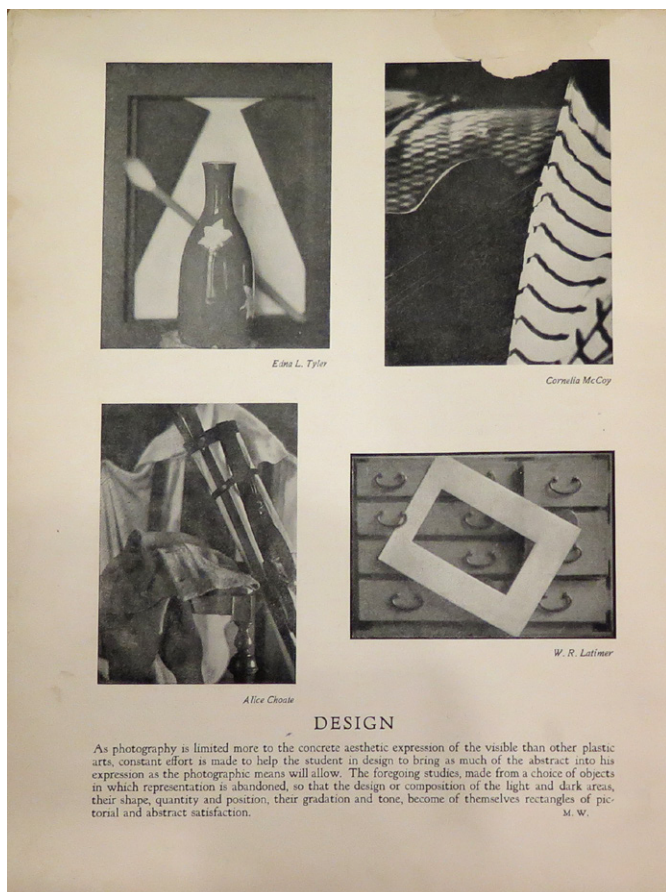 Edna L. Tyler
Cornelia McCoy
Alice Choate
W. R. Latimer
DESIGN
As photography is limited more to the concrete aesthetic expression of the visible than other plastic
arts, constant effort is made to help the student in design to bring as much of the abstract into his
expression as the photographic means will allow. The foregoing studies, made from a choice of objects
in which representation is abandoned, so that the design or composition of the light and dark areas,
their shape, quantity and position, their gradation and tone, become of themselves rectangles of pic-
torial and abstract satisfaction. M. W.